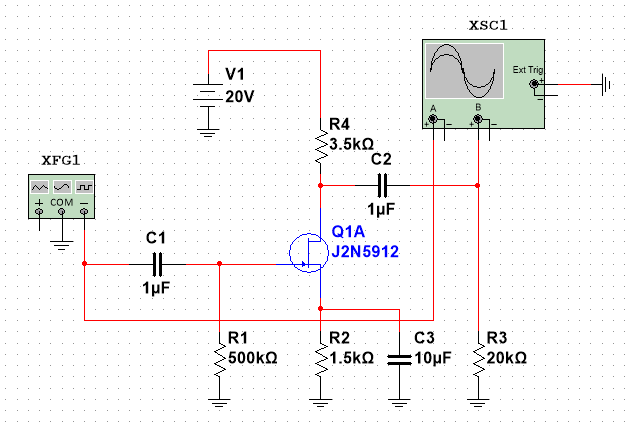 XSC1
Ext Trig
+
−
A
B
+ − + −
V1
20V
R4
3.5kΩ
C2
1µF
XFG1
+ COM −
Q1A
J2N5912
C1
1µF
R1
500kΩ
R2
1.5kΩ
C3
10µF
R3
20kΩ